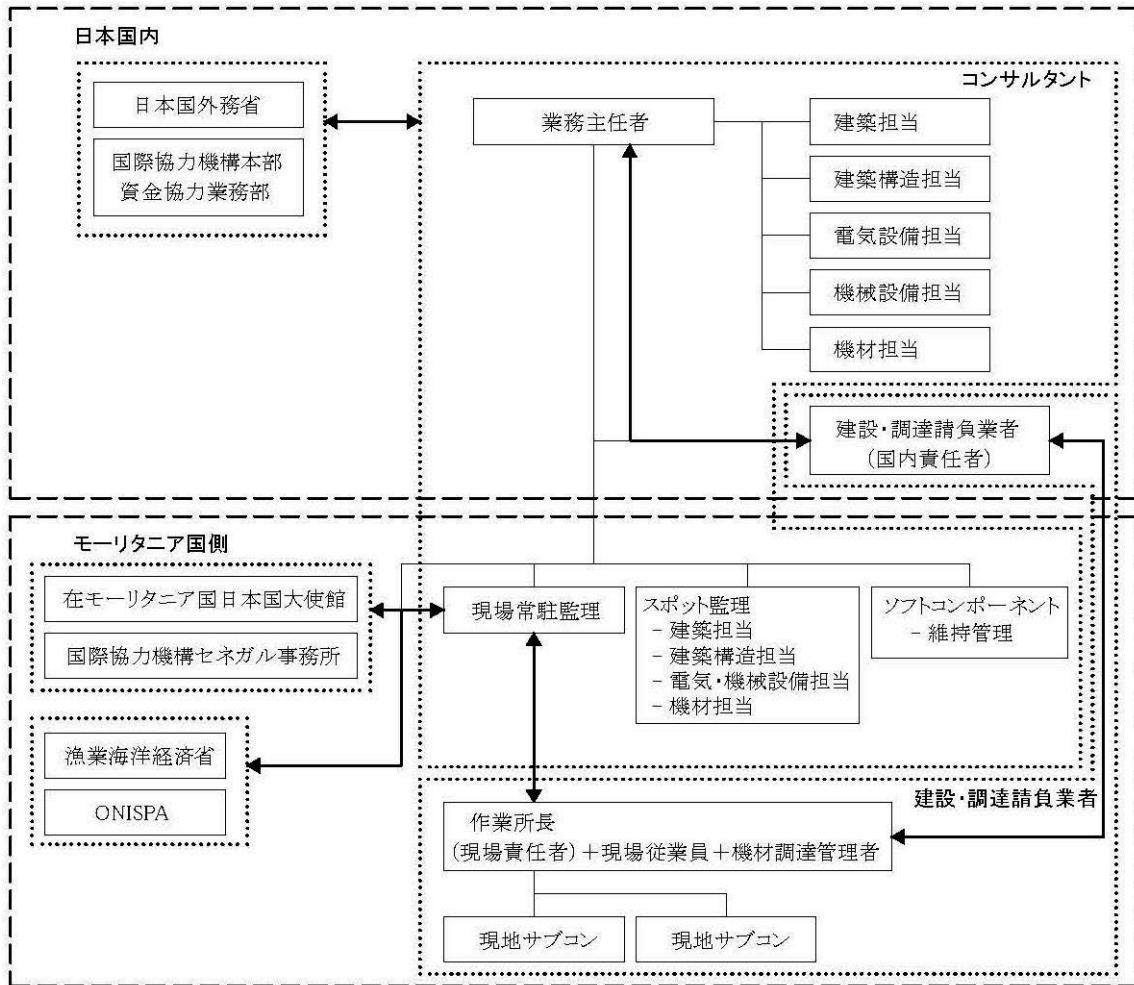 日本国内
日本国外務省
国際協力機構本部
資金協力業務部
コンサルタント
業務主任者
建築担当
建築構造担当
電気設備担当
機械設備担当
機材担当
建設・調達請負業者
(国内責任者)
モーリタニア国側
在モーリタニア国日本国大使館
国際協力機構セネガル事務所
漁業海洋経済省
ONISPA
現場常駐監理
スポット監理
- 建築担当
- 建築構造担当
- 電気・機械設備担当
- 機材担当
ソフトコンポーネント
- 維持管理
建設・調達請負業者
作業所長
(現場責任者)+現場従業員+機材調達管理者
現地サブコン
現地サブコン